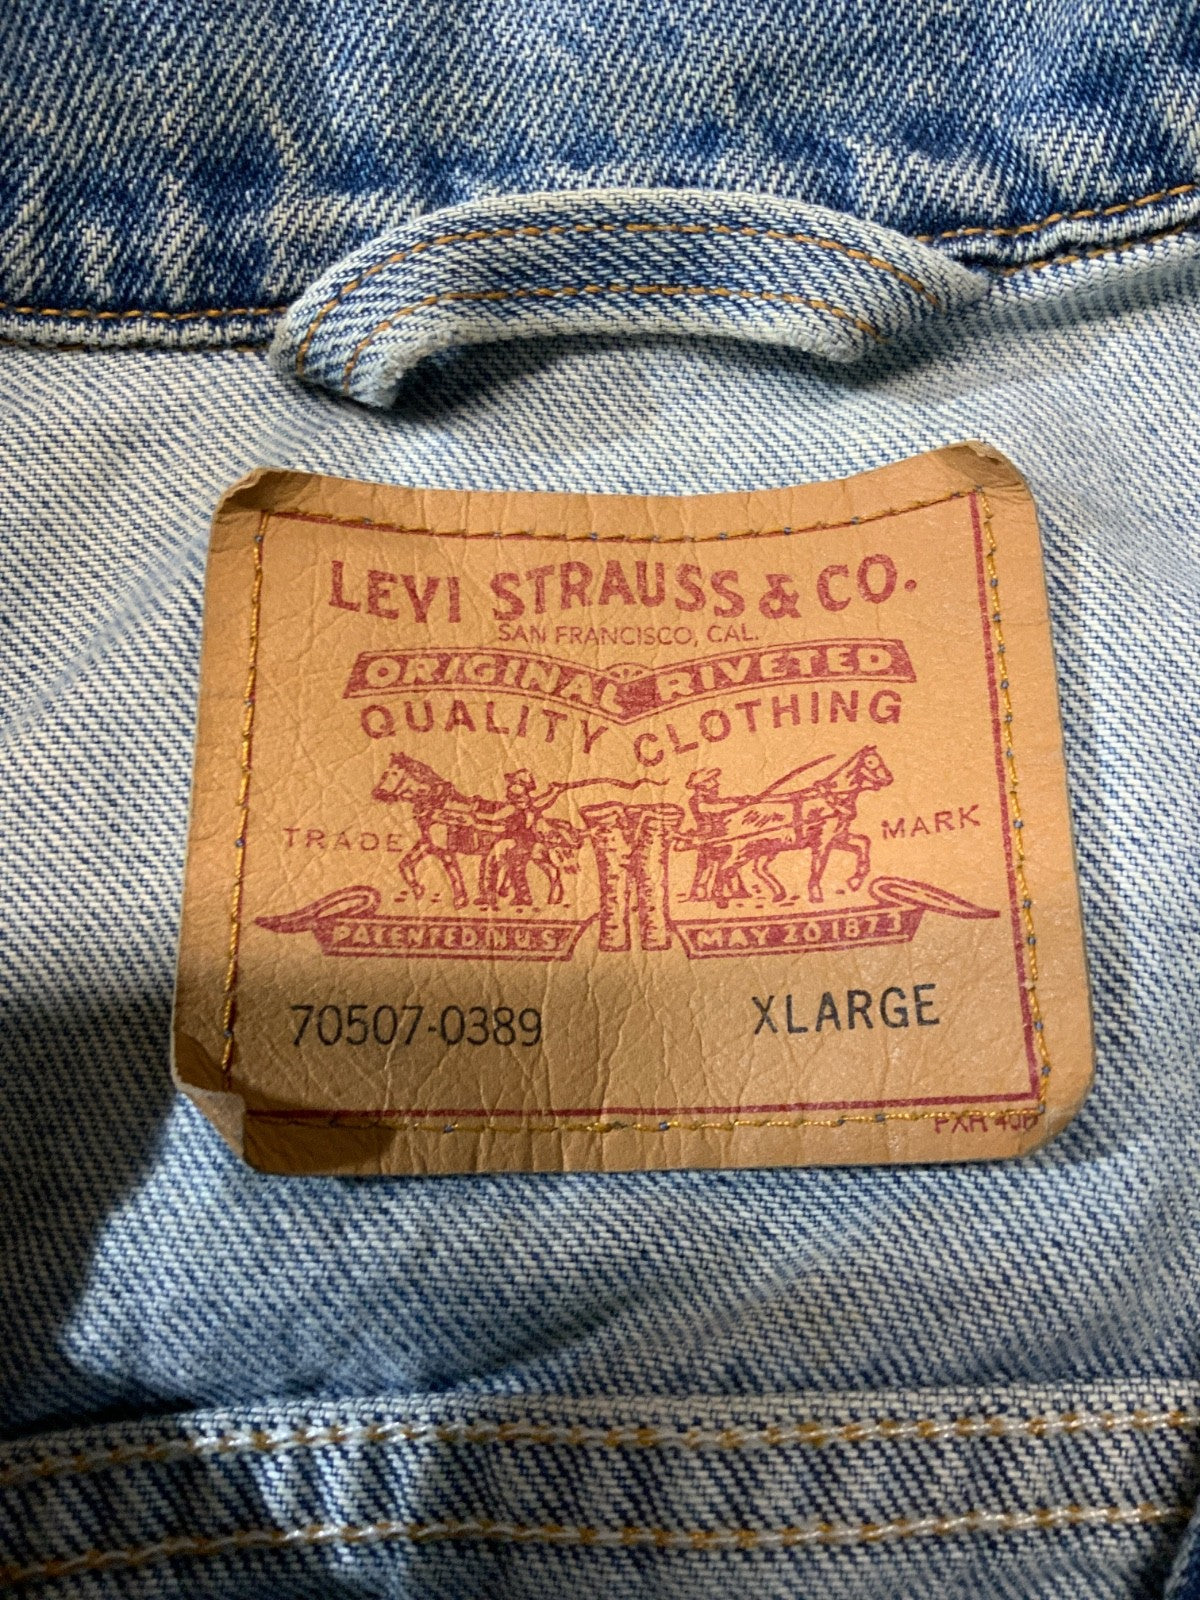 LEVI STRAUSS & CO.
SAN FRANCISCO, CAL.
ORIGINAL RIVETED
QUALITY CLOTHING
TRADE MARK
PATENTED IN U.S. MAY 20 1873
70507-0389 XLARGE